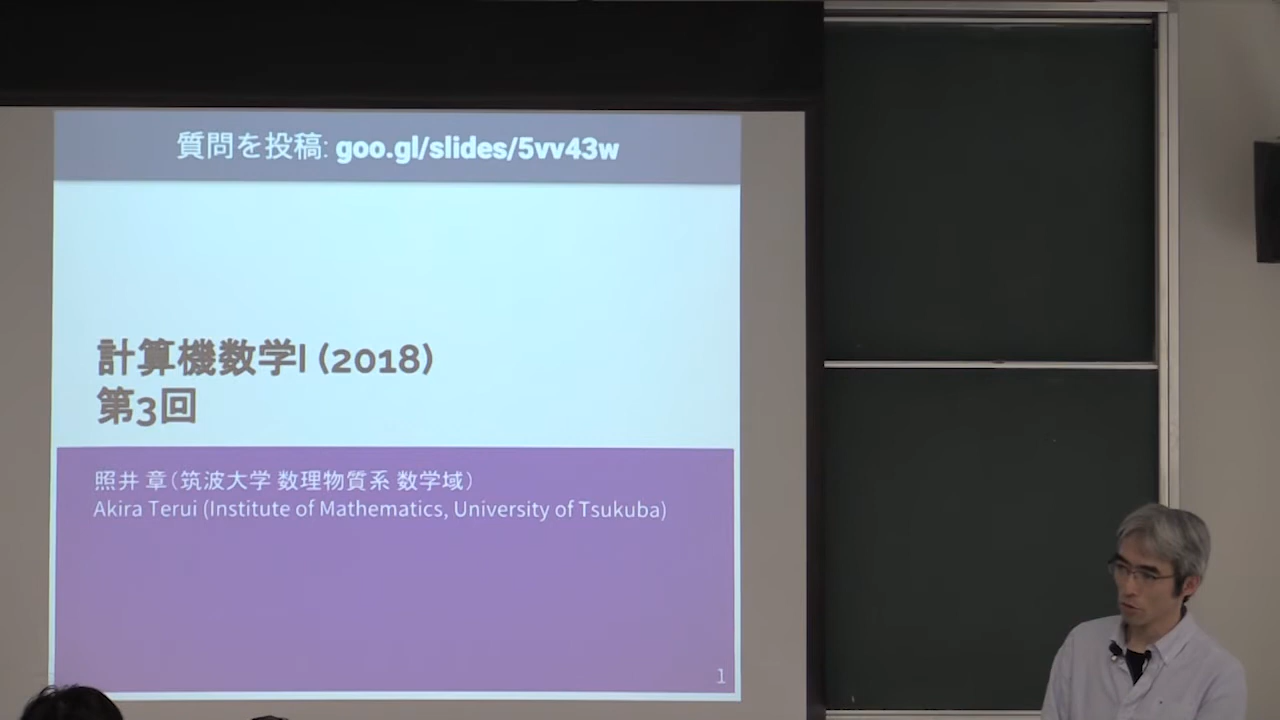 質問を投稿: goo.gl/slides/5vv43w
計算機数学I (2018)
第3回
照井 章（筑波大学 数理物質系 数学域）
Akira Terui (Institute of Mathematics, University of Tsukuba)
1